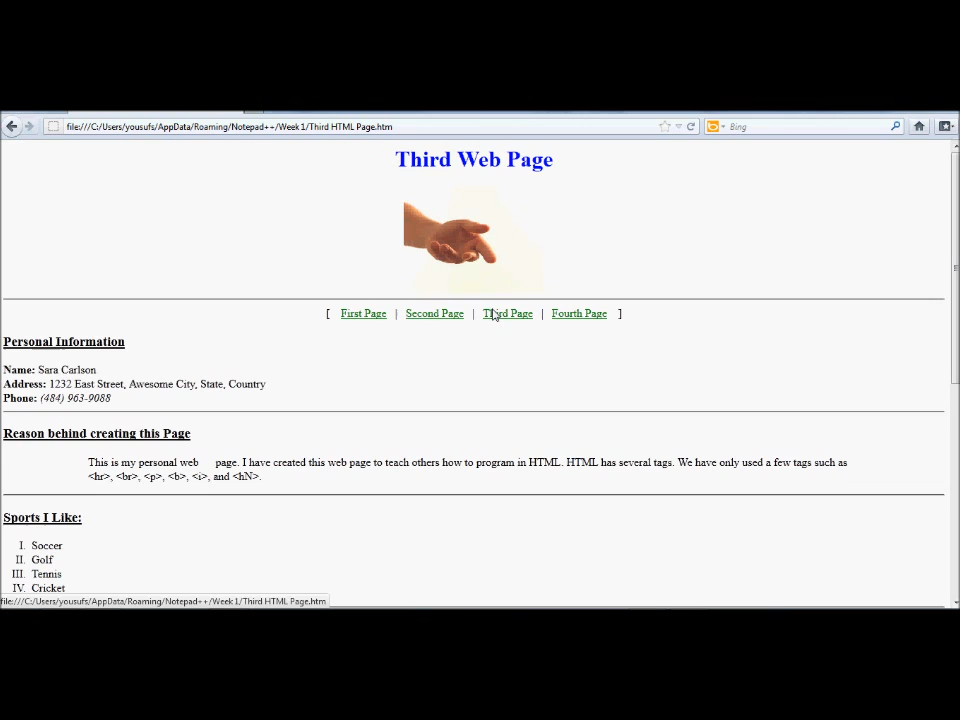 file:///C:/Users/yousufs/AppData/Roaming/Notepad++/Week1/Third HTML Page.htm
Bing
Third Web Page
[ First Page | Second Page | Third Page | Fourth Page ]
Personal Information
Name: Sara Carlson
Address: 1232 East Street, Awesome City, State, Country
Phone: (484) 963-9088
Reason behind creating this Page
This is my personal web page. I have created this web page to teach others how to program in HTML. HTML has several tags. We have only used a few tags such as
<hr>, <br>, <p>, <b>, <i>, and <hN>.
Sports I Like:
I. Soccer
II. Golf
III. Tennis
IV. Cricket
file:///C:/Users/yousufs/AppData/Roaming/Notepad++/Week1/Third HTML Page.htm